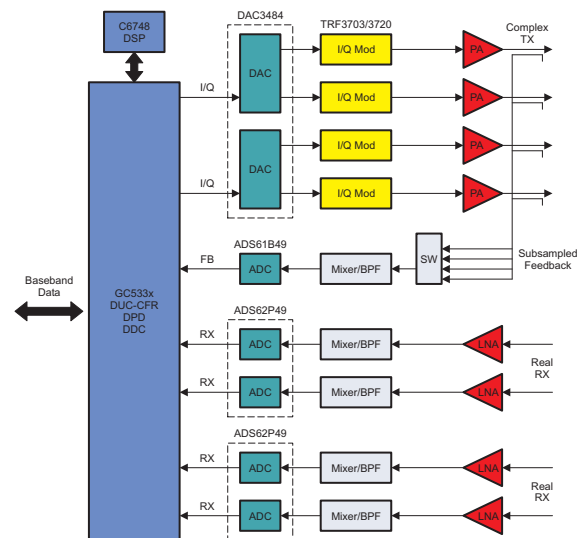 DAC3484
TRF3703/3720
Complex
TX
C6748
DSP
DAC
I/Q Mod
PA
I/Q
I/Q Mod
PA
DAC
I/Q Mod
PA
I/Q
I/Q Mod
PA
ADS61B49
FB
ADC
Mixer/BPF
SW
Subsampled
Feedback
Baseband
Data
GC533x
DUC-CFR
DPD
DDC
ADS62P49
RX
ADC
Mixer/BPF
LNA
Real
RX
RX
ADC
Mixer/BPF
LNA
ADS62P49
RX
ADC
Mixer/BPF
LNA
Real
RX
RX
ADC
Mixer/BPF
LNA